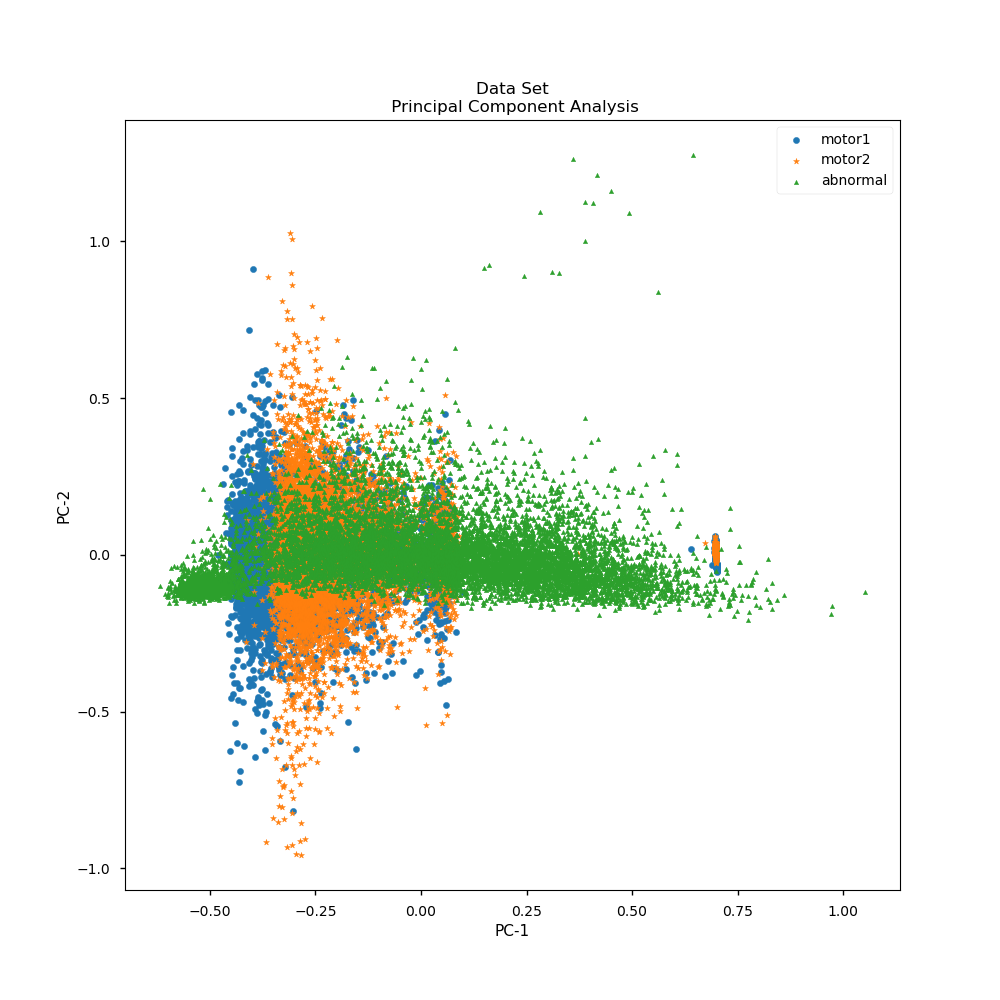 Data Set
Principal Component Analysis
motor1
motor2
abnormal
1.0
0.5
0.0
−0.5
−1.0
PC-2
−0.50
−0.25
0.00
0.25
0.50
0.75
1.00
PC-1